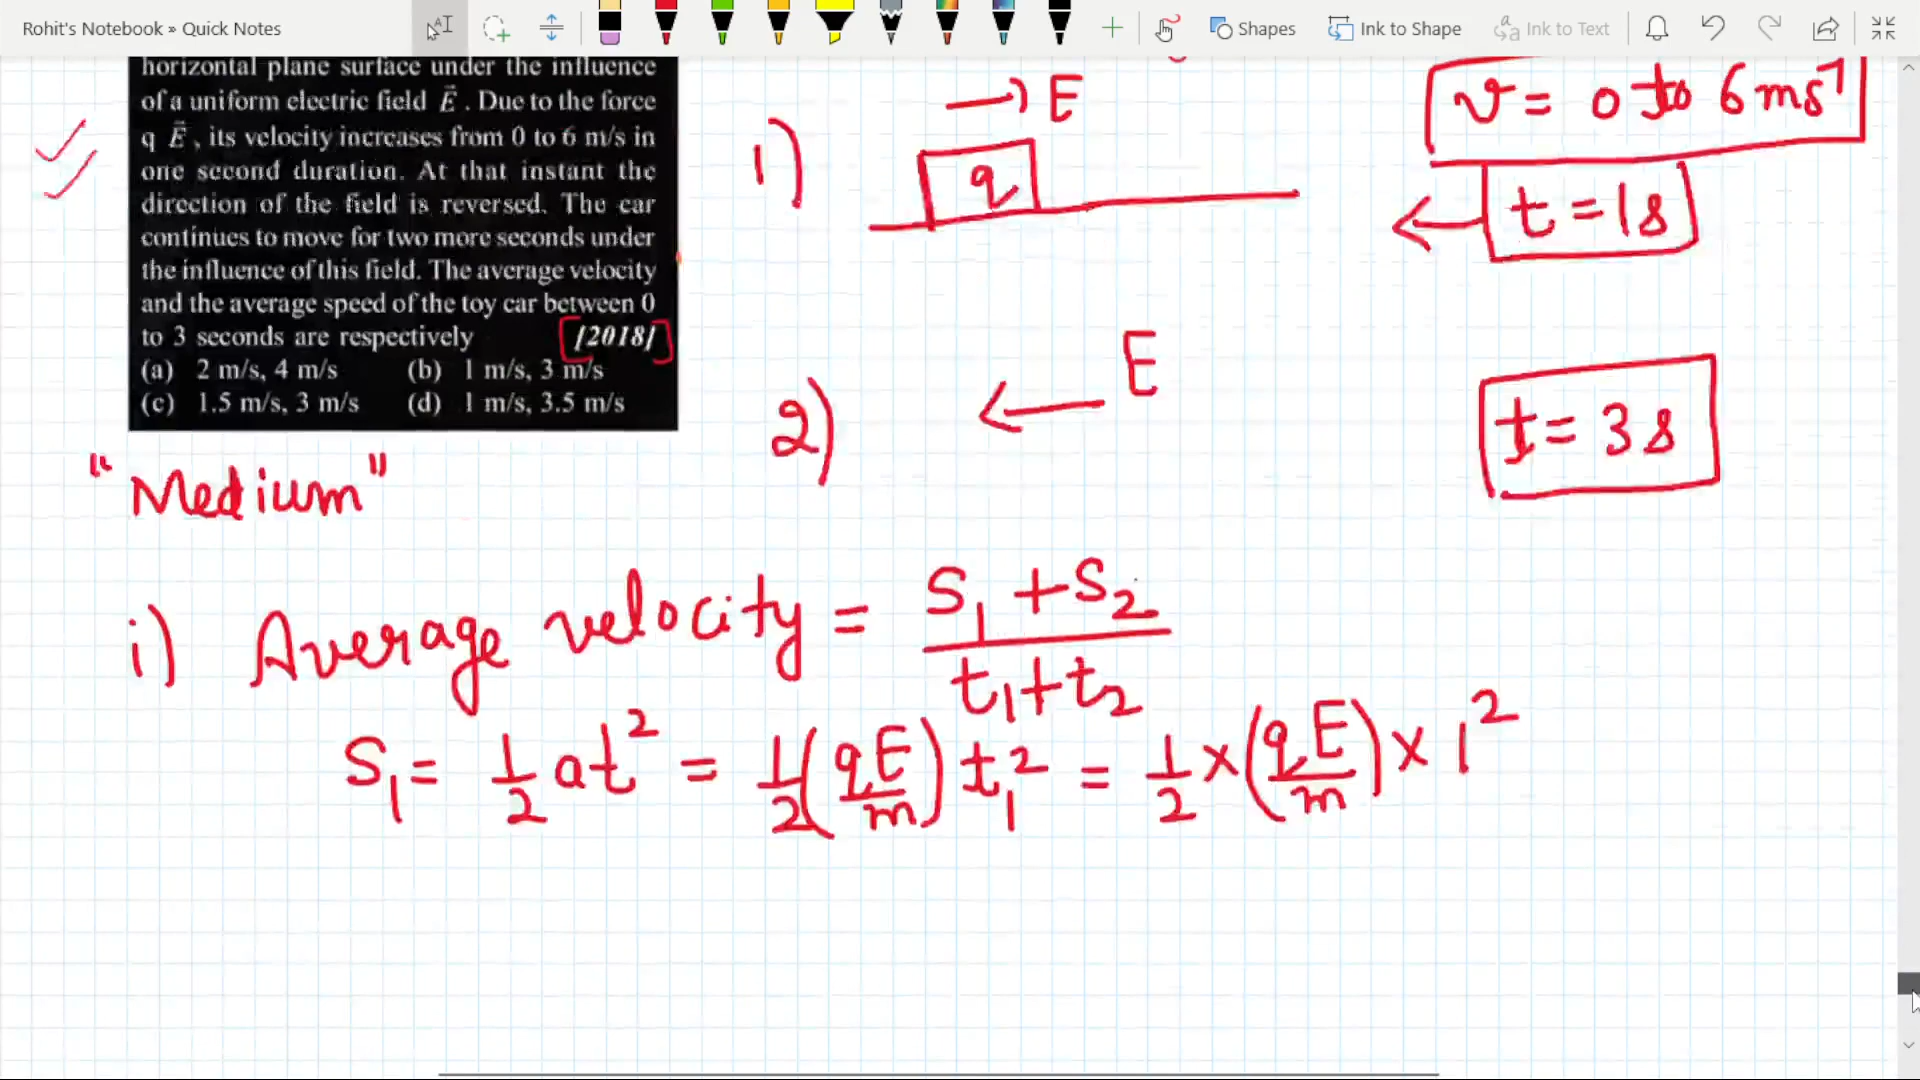 Rohit's Notebook » Quick Notes
Shapes
Ink to Shape
Ink to Text
horizontal plane surface under the influence
of a uniform electric field E⃗ . Due to the force
q E⃗ , its velocity increases from 0 to 6 m/s in
one second duration. At that instant the
direction of the field is reversed. The car
continues to move for two more seconds under
the influence of this field. The average velocity
and the average speed of the toy car between 0
to 3 seconds are respectively [2018]
(a) 2 m/s, 4 m/s (b) 1 m/s, 3 m/s
(c) 1.5 m/s, 3 m/s (d) 1 m/s, 3.5 m/s
"Medium"
1)
→ E
q
v = 0 to 6 ms⁻¹
t = 1s
2)
← E
t = 3s
i) Average velocity = (S₁ + S₂) / (t₁ + t₂)
S₁ = 1/2 at² = 1/2 (qE/m) t₁² = 1/2 × (qE/m) × 1²